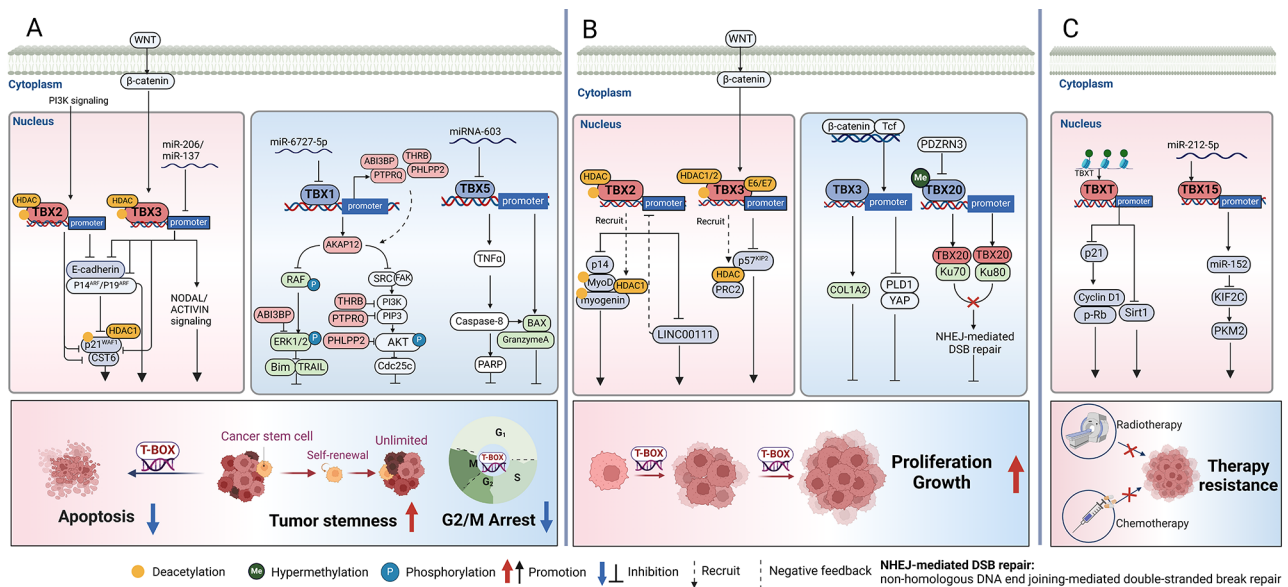 A
WNT
β-catenin
Cytoplasm
PI3K signaling
Nucleus
miR-206/
miR-137
HDAC
TBX2
promoter
HDAC
TBX3
promoter
E-cadherin
P14ARF/P19ARF
HDAC1
p21WAF1
CST6
NODAL/
ACTIVIN
signaling
miR-6727-5p
TBX1
promoter
ABI3BP
THRB
PTPRQ
PHLPP2
AKAP12
RAF
P
ABI3BP
ERK1/2
P
Bim
TRAIL
SRC
FAK
THRB
PTPRQ
PI3K
PIP3
PHLPP2
AKT
P
Cdc25c
miRNA-603
TBX5
promoter
TNFα
Caspase-8
BAX
GranzymeA
PARP
T-BOX
Apoptosis
Cancer stem cell
Self-renewal
Unlimited
Tumor stemness
G1
S
G2
M
T-BOX
G2/M Arrest
B
WNT
β-catenin
Cytoplasm
Nucleus
HDAC
TBX2
promoter
Recruit
p14
MyoD
HDAC1
myogenin
LINC00111
HDAC1/2
E6/E7
TBX3
promoter
Recruit
p57KIP2
HDAC
PRC2
β-catenin
Tcf
TBX3
promoter
COL1A2
PLD1
YAP
PDZRN3
Me
TBX20
promoter
TBX20
Ku70
TBX20
Ku80
NHEJ-mediated
DSB repair
T-BOX
T-BOX
Proliferation
Growth
C
Cytoplasm
Nucleus
TBXT
TBXT
promoter
p21
Cyclin D1
p-Rb
Sirt1
miR-212-5p
TBX15
promoter
miR-152
KIF2C
PKM2
Radiotherapy
Chemotherapy
Therapy
resistance
Deacetylation
Me
Hypermethylation
P
Phosphorylation
Promotion
Inhibition
Recruit
Negative feedback
NHEJ-mediated DSB repair:
non-homologous DNA end joining-mediated double-stranded break repair